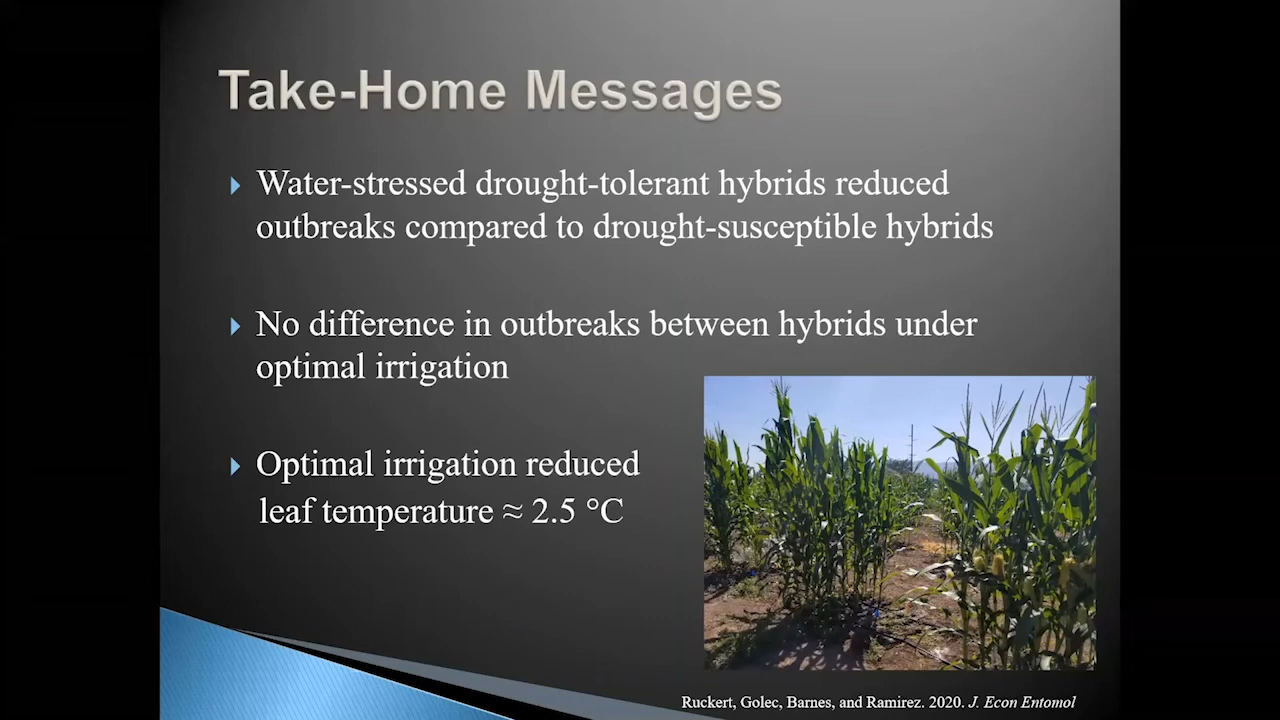 Take-Home Messages
Water-stressed drought-tolerant hybrids reduced
outbreaks compared to drought-susceptible hybrids
No difference in outbreaks between hybrids under
optimal irrigation
Optimal irrigation reduced
leaf temperature ≈ 2.5 °C
Ruckert, Golec, Barnes, and Ramirez. 2020. J. Econ Entomol